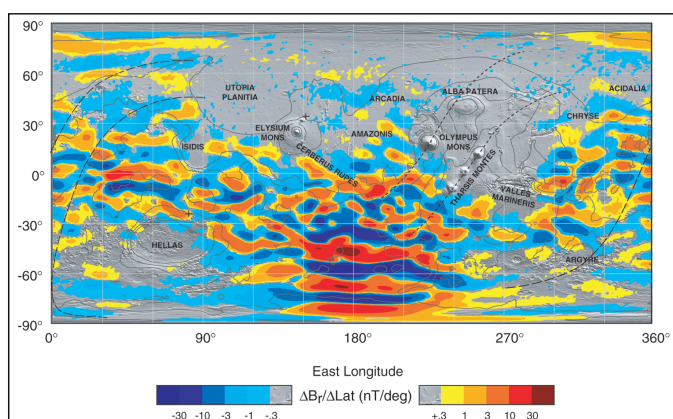 90°
60°
30°
0°
-30°
-60°
-90°
UTOPIA
PLANITIA
ARCADIA
ALBA PATERA
ACIDALIA
CHRYSE
ELYSIUM
MONS
AMAZONIS
OLYMPUS
MONS
ISIDIS
CERBERUS RUPES
THARSIS MONTES
VALLES
MARINERIS
HELLAS
ARGYRE
0° 90° 180° 270° 360°
East Longitude
ΔBr/ΔLat (nT/deg)
-30 -10 -3 -1 -.3 +.3 1 3 10 30